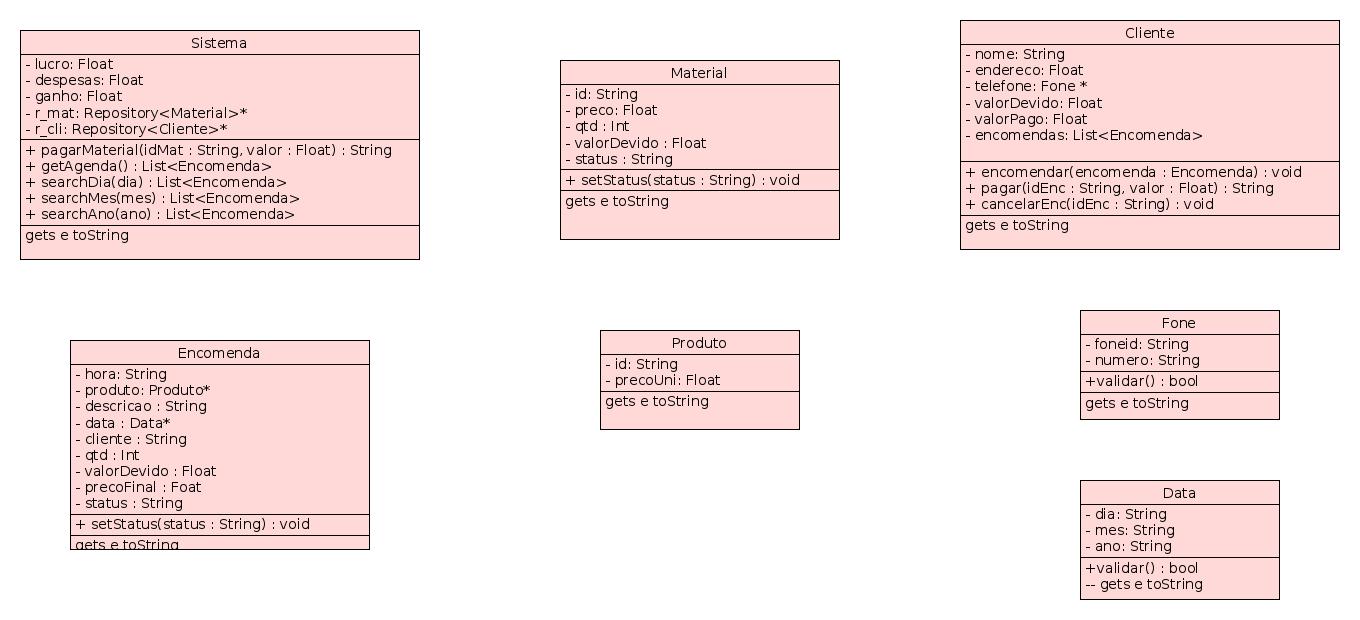 Sistema
- lucro: Float
- despesas: Float
- ganho: Float
- r_mat: Repository<Material>*
- r_cli: Repository<Cliente>*
+ pagarMaterial(idMat : String, valor : Float) : String
+ getAgenda() : List<Encomenda>
+ searchDia(dia) : List<Encomenda>
+ searchMes(mes) : List<Encomenda>
+ searchAno(ano) : List<Encomenda>
gets e toString
Material
- id: String
- preco: Float
- qtd : Int
- valorDevido : Float
- status : String
+ setStatus(status : String) : void
gets e toString
Cliente
- nome: String
- endereco: Float
- telefone: Fone *
- valorDevido: Float
- valorPago: Float
- encomendas: List<Encomenda>
+ encomendar(encomenda : Encomenda) : void
+ pagar(idEnc : String, valor : Float) : String
+ cancelarEnc(idEnc : String) : void
gets e toString
Encomenda
- hora: String
- produto: Produto*
- descricao : String
- data : Data*
- cliente : String
- qtd : Int
- valorDevido : Float
- precoFinal : Foat
- status : String
+ setStatus(status : String) : void
gets e toString
Produto
- id: String
- precoUni: Float
gets e toString
Fone
- foneid: String
- numero: String
+validar() : bool
gets e toString
Data
- dia: String
- mes: String
- ano: String
+validar() : bool
-- gets e toString